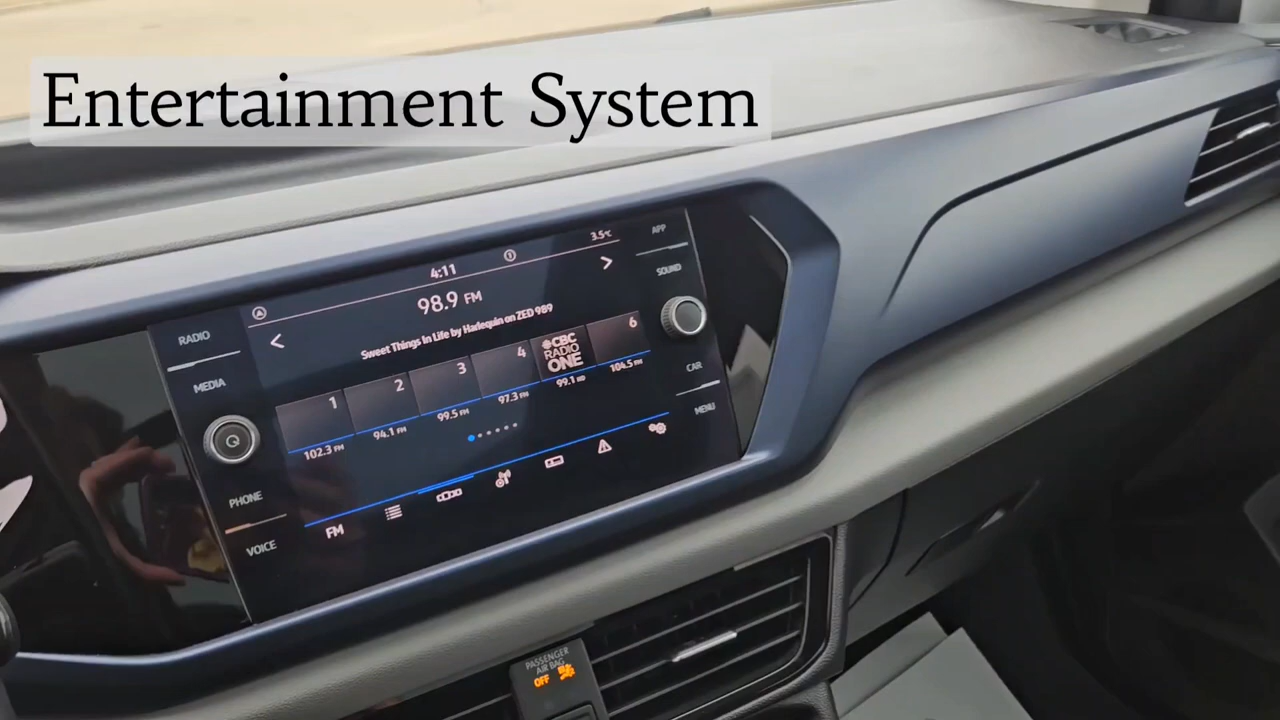 Entertainment System
3.5°C
APP
4:11
SOUND
98.9 FM
RADIO
Sweet Things In Life by Harlequin on ZED 989
MEDIA
1
2
3
4
CBC
RADIO
ONE
6
102.3 FM
94.1 FM
99.5 FM
97.3 FM
99.1 HD
104.5 FM
CAR
MENU
PHONE
VOICE
FM
PASSENGER
AIR BAG
OFF